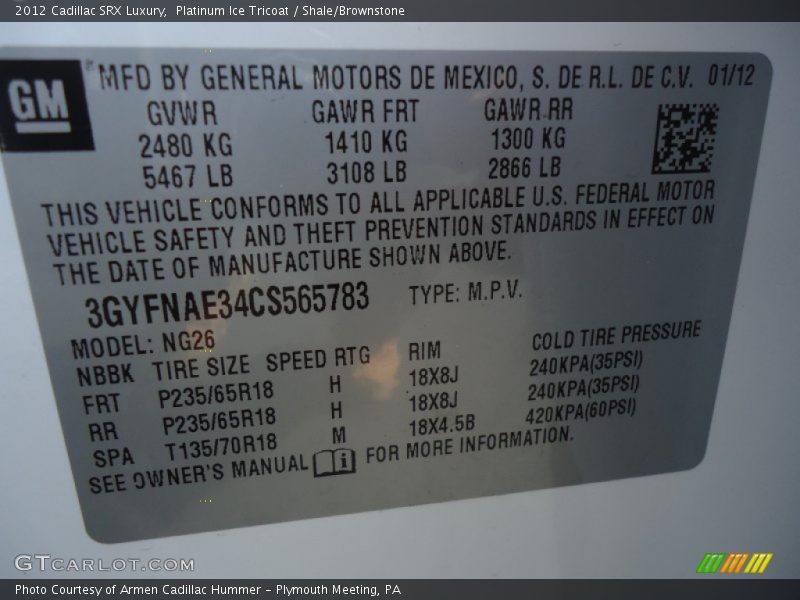 2012 Cadillac SRX Luxury,  Platinum Ice Tricoat / Shale/Brownstone
GM
MFD BY GENERAL MOTORS DE MEXICO, S. DE R.L. DE C.V. 01/12
GVWR GAWR FRT GAWR RR
2480 KG 1410 KG 1300 KG
5467 LB 3108 LB 2866 LB
THIS VEHICLE CONFORMS TO ALL APPLICABLE U.S. FEDERAL MOTOR
VEHICLE SAFETY AND THEFT PREVENTION STANDARDS IN EFFECT ON
THE DATE OF MANUFACTURE SHOWN ABOVE.
3GYFNAE34CS565783 TYPE: M.P.V.
MODEL: NG26
NBBK TIRE SIZE SPEED RTG RIM COLD TIRE PRESSURE
FRT P235/65R18 H 18X8J 240KPA(35PSI)
RR P235/65R18 H 18X8J 240KPA(35PSI)
SPA T135/70R18 M 18X4.5B 420KPA(60PSI)
SEE OWNER'S MANUAL i FOR MORE INFORMATION.
GTCARLOT.COM
Photo Courtesy of Armen Cadillac Hummer - Plymouth Meeting, PA